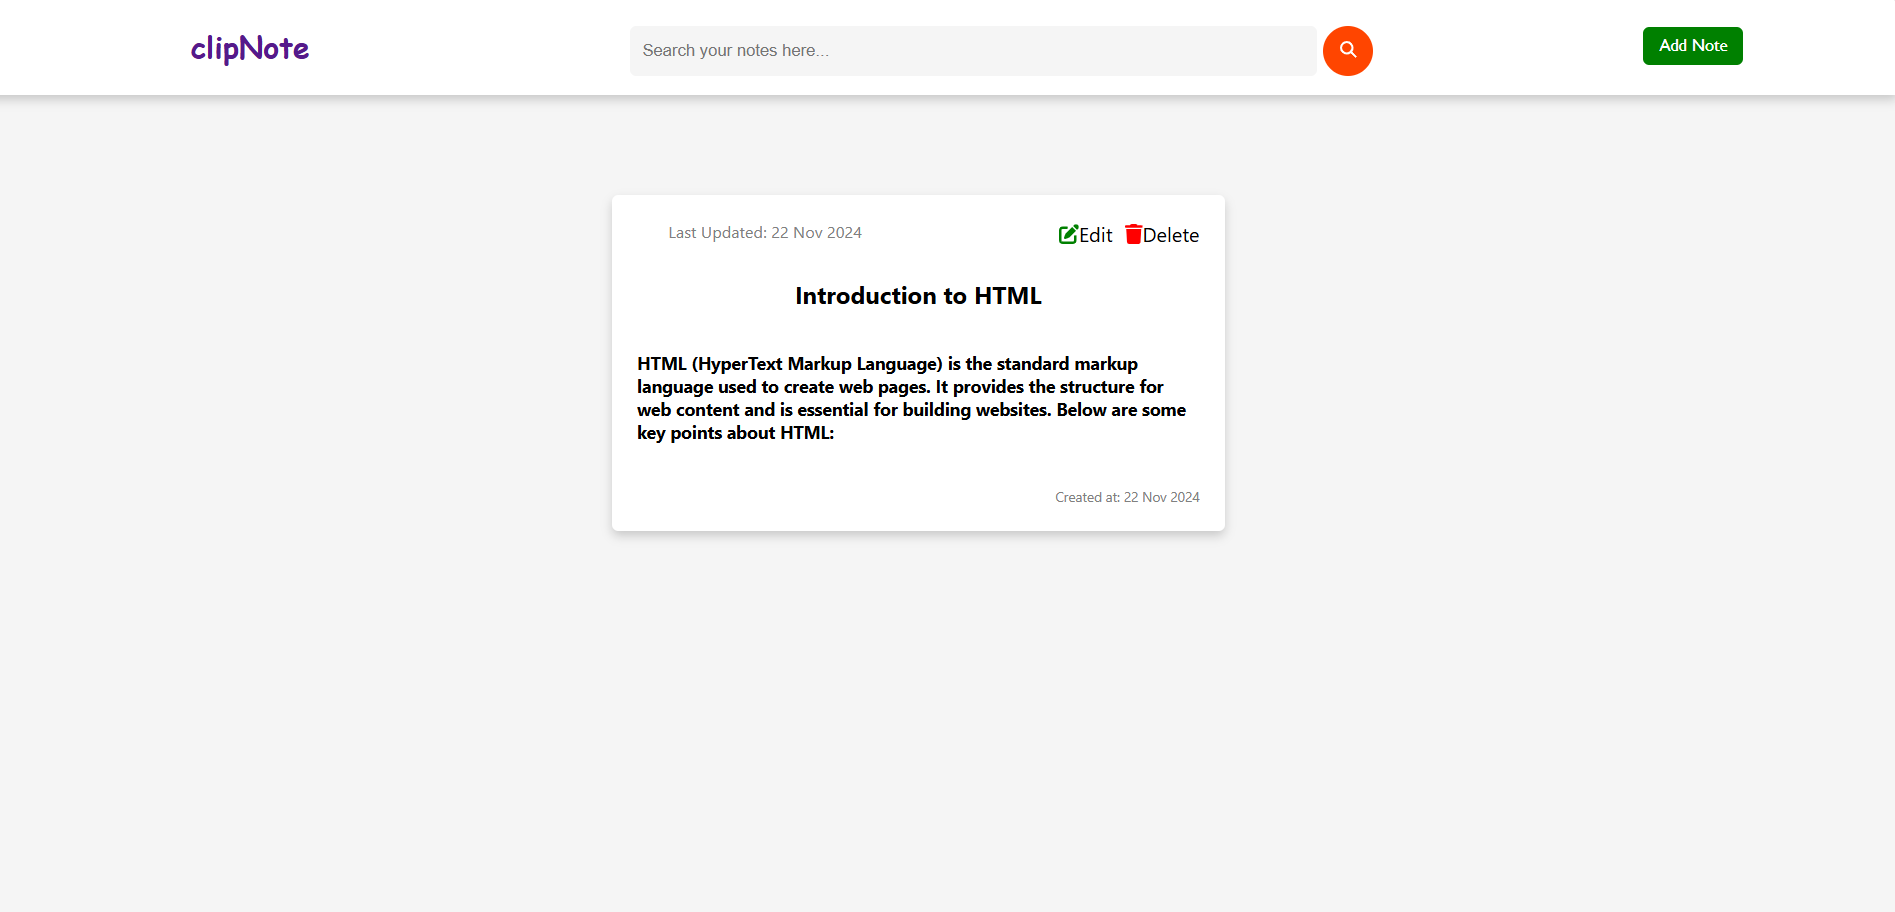 clipNote
Search your notes here...
Add Note
Last Updated: 22 Nov 2024
Edit Delete
Introduction to HTML
HTML (HyperText Markup Language) is the standard markup
language used to create web pages. It provides the structure for
web content and is essential for building websites. Below are some
key points about HTML:
Created at: 22 Nov 2024